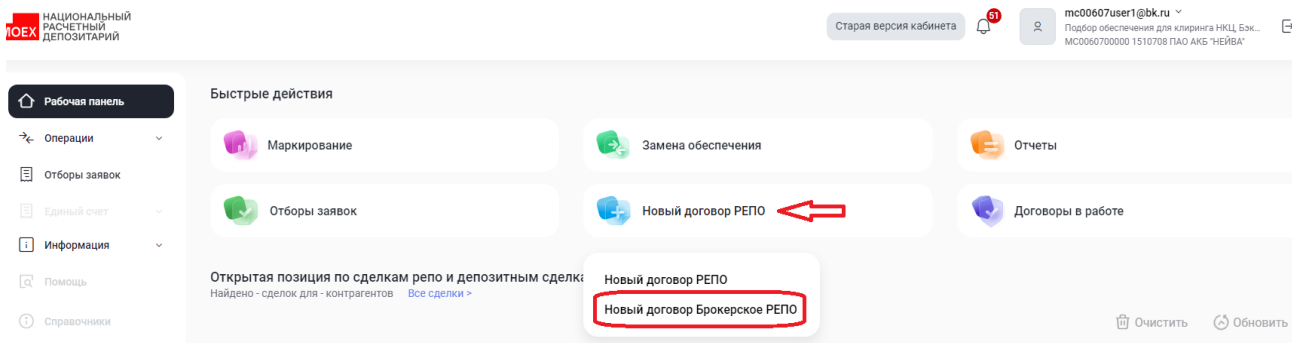 НАЦИОНАЛЬНЫЙ
РАСЧЕТНЫЙ
ДЕПОЗИТАРИЙ
MOEX
Старая версия кабинета
51
mc00607user1@bk.ru
Подбор обеспечения для клиринга НКЦ, Бэк...
MC0060700000 1510708 ПАО АКБ "НЕЙВА"
Рабочая панель
Операции
Отборы заявок
Единый счет
Информация
Помощь
Справочники
Быстрые действия
Маркирование
Замена обеспечения
Отчеты
Отборы заявок
Новый договор РЕПО
Договоры в работе
Открытая позиция по сделкам репо и депозитным сделка
Найдено - сделок для - контрагентов Все сделки >
Новый договор РЕПО
Новый договор Брокерское РЕПО
Очистить
Обновить